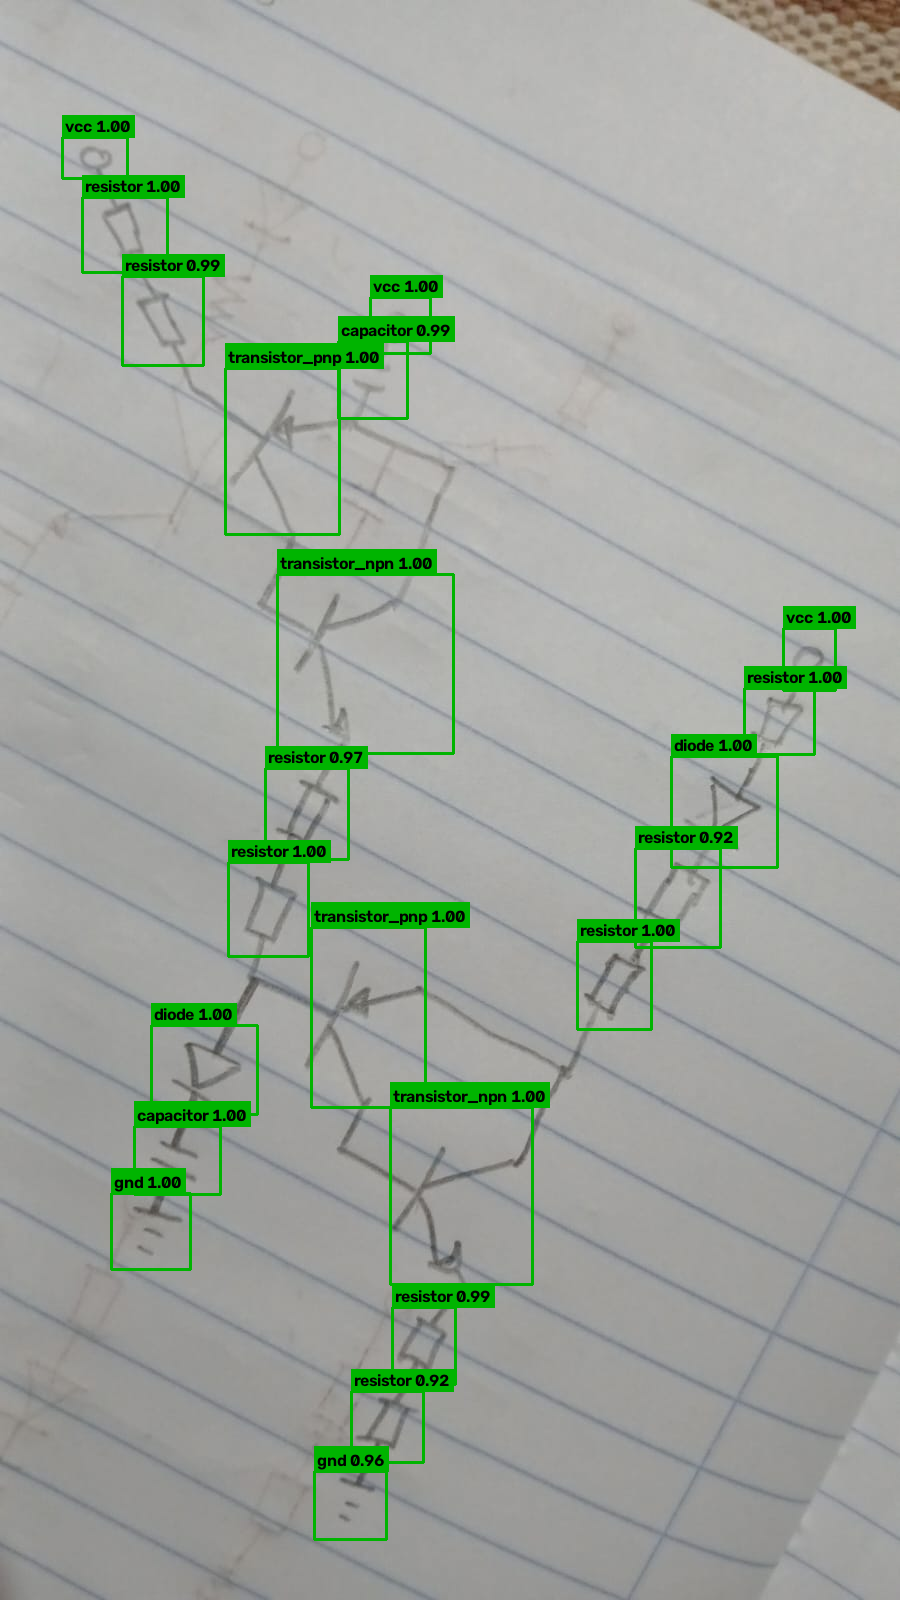 vcc 1.00
resistor 1.00
resistor 0.99
vcc 1.00
capacitor 0.99
transistor_pnp 1.00
transistor_npn 1.00
vcc 1.00
resistor 1.00
diode 1.00
resistor 0.97
resistor 0.92
resistor 1.00
transistor_pnp 1.00
resistor 1.00
diode 1.00
transistor_npn 1.00
capacitor 1.00
gnd 1.00
resistor 0.99
resistor 0.92
gnd 0.96